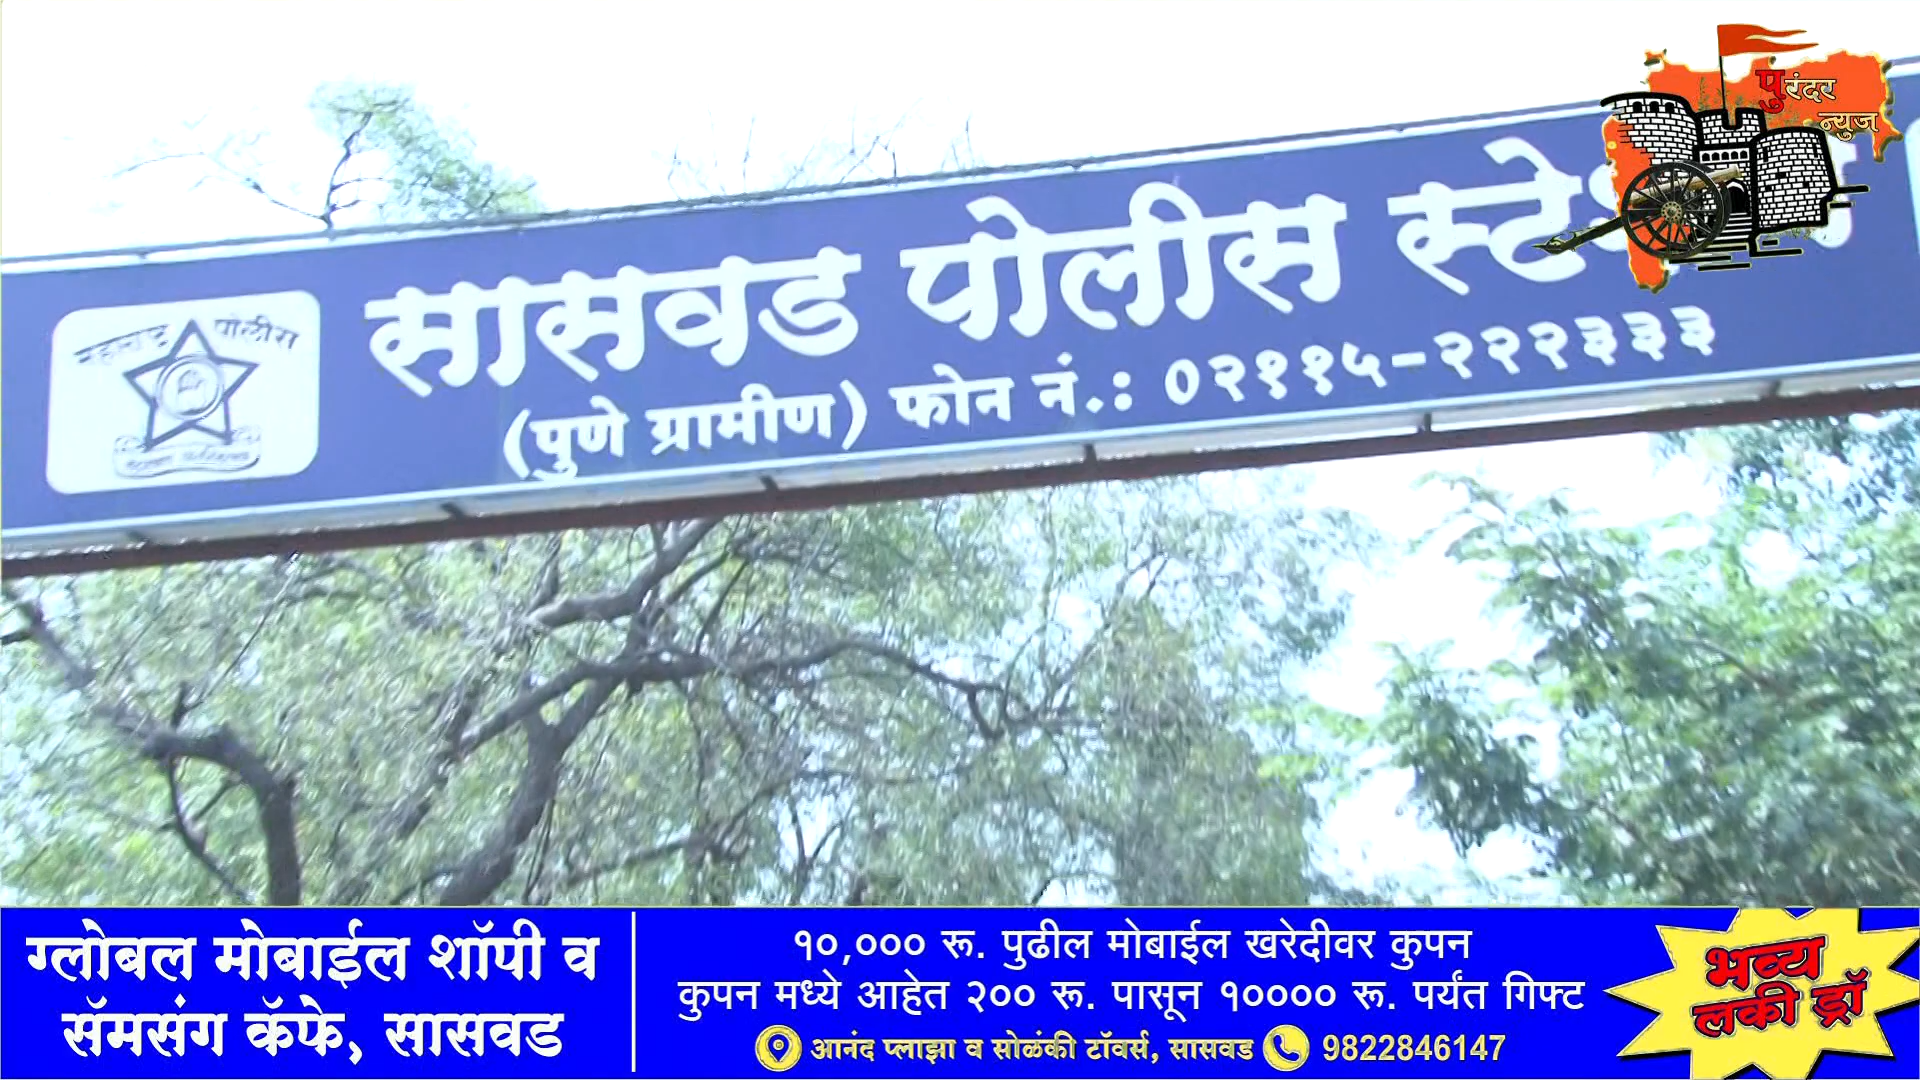 पुरंदर
न्युज
महाराष्ट्र पोलीस
सासवड पोलीस स्टे
(पुणे ग्रामीण) फोन नं.: ०२११५-२२२३३३
ग्लोबल मोबाईल शॉपी व
सॅमसंग कॅफे, सासवड
१०,००० रू. पुढील मोबाईल खरेदीवर कुपन
कुपन मध्ये आहेत २०० रू. पासून १०००० रू. पर्यंत गिफ्ट
आनंद प्लाझा व सोळंकी टॉवर्स, सासवड 9822846147
भव्य
लकी ड्रॉ